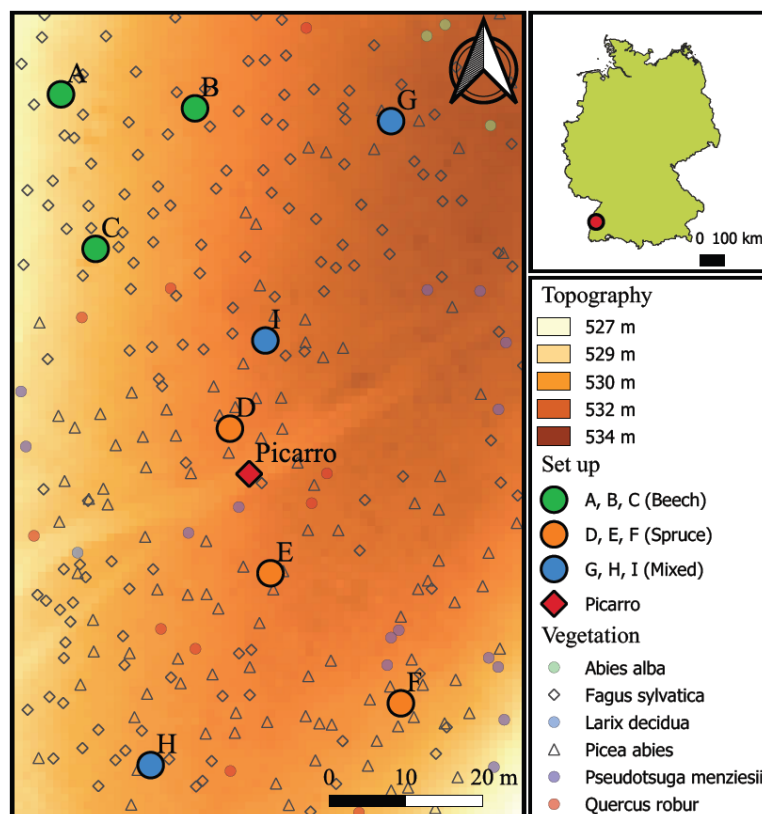 A
B
G
C
I
D
Picarro
E
F
H
0 10 20 m
0 100 km
Topography
527 m
529 m
530 m
532 m
534 m
Set up
A, B, C (Beech)
D, E, F (Spruce)
G, H, I (Mixed)
Picarro
Vegetation
Abies alba
Fagus sylvatica
Larix decidua
Picea abies
Pseudotsuga menziesii
Quercus robur